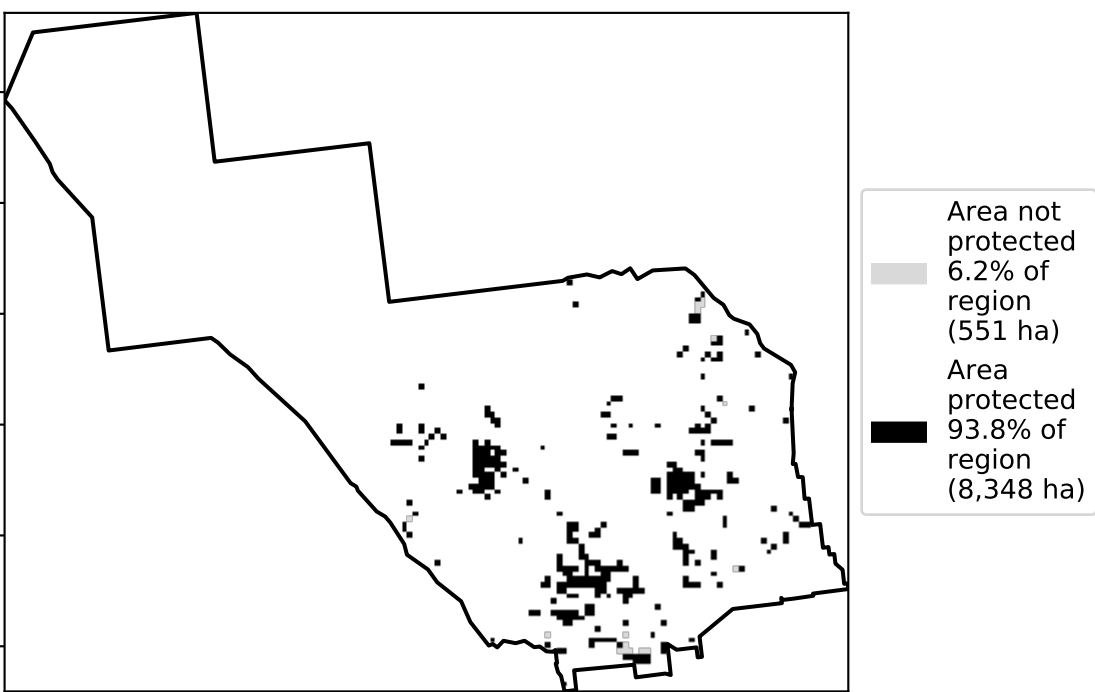 Area not
protected
6.2% of
region
(551 ha)
Area
protected
93.8% of
region
(8,348 ha)